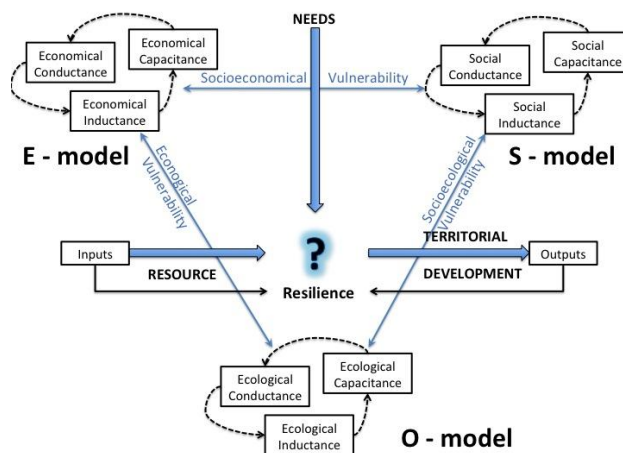 NEEDS
Economical
Capacitance
Economical
Conductance
Economical
Inductance
E - model
Socioeconomical Vulnerability
Social
Capacitance
Social
Conductance
Social
Inductance
S - model
Econogical
Vulnerability
Socioecological
Vulnerability
Inputs
RESOURCE
?
Resilience
TERRITORIAL
DEVELOPMENT
Outputs
Ecological
Capacitance
Ecological
Conductance
Ecological
Inductance
O - model